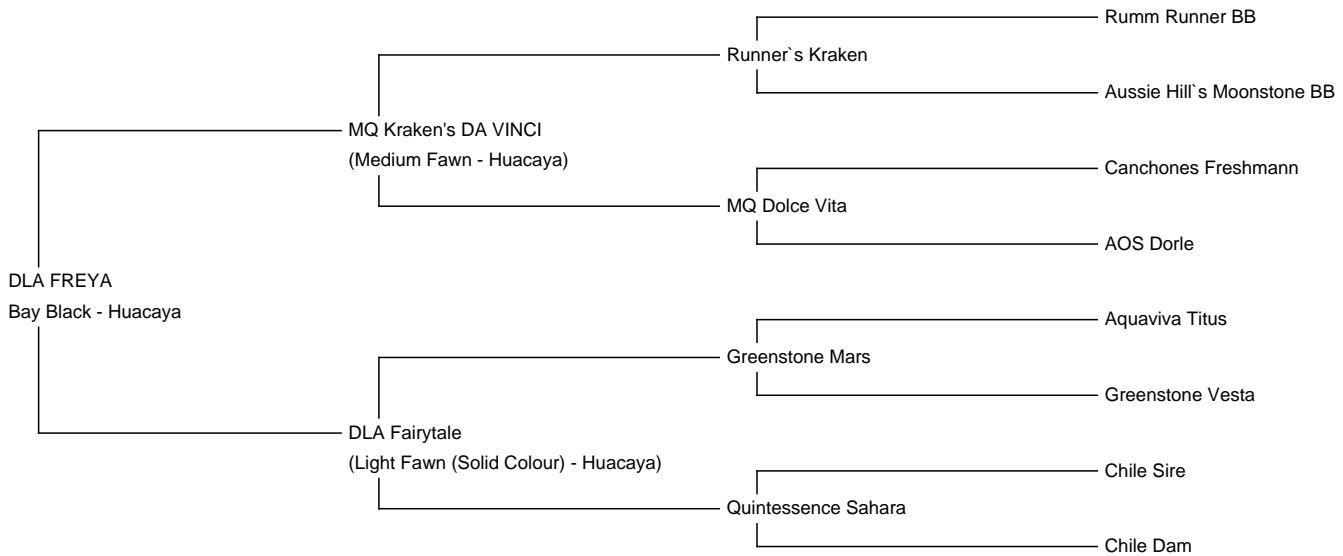 Rumm Runner BB
Runner`s Kraken
Aussie Hill`s Moonstone BB
MQ Kraken's DA VINCI
(Medium Fawn - Huacaya)
Canchones Freshmann
MQ Dolce Vita
AOS Dorle
DLA FREYA
Bay Black - Huacaya
Aquaviva Titus
Greenstone Mars
Greenstone Vesta
DLA Fairytale
(Light Fawn (Solid Colour) - Huacaya)
Chile Sire
Quintessence Sahara
Chile Dam